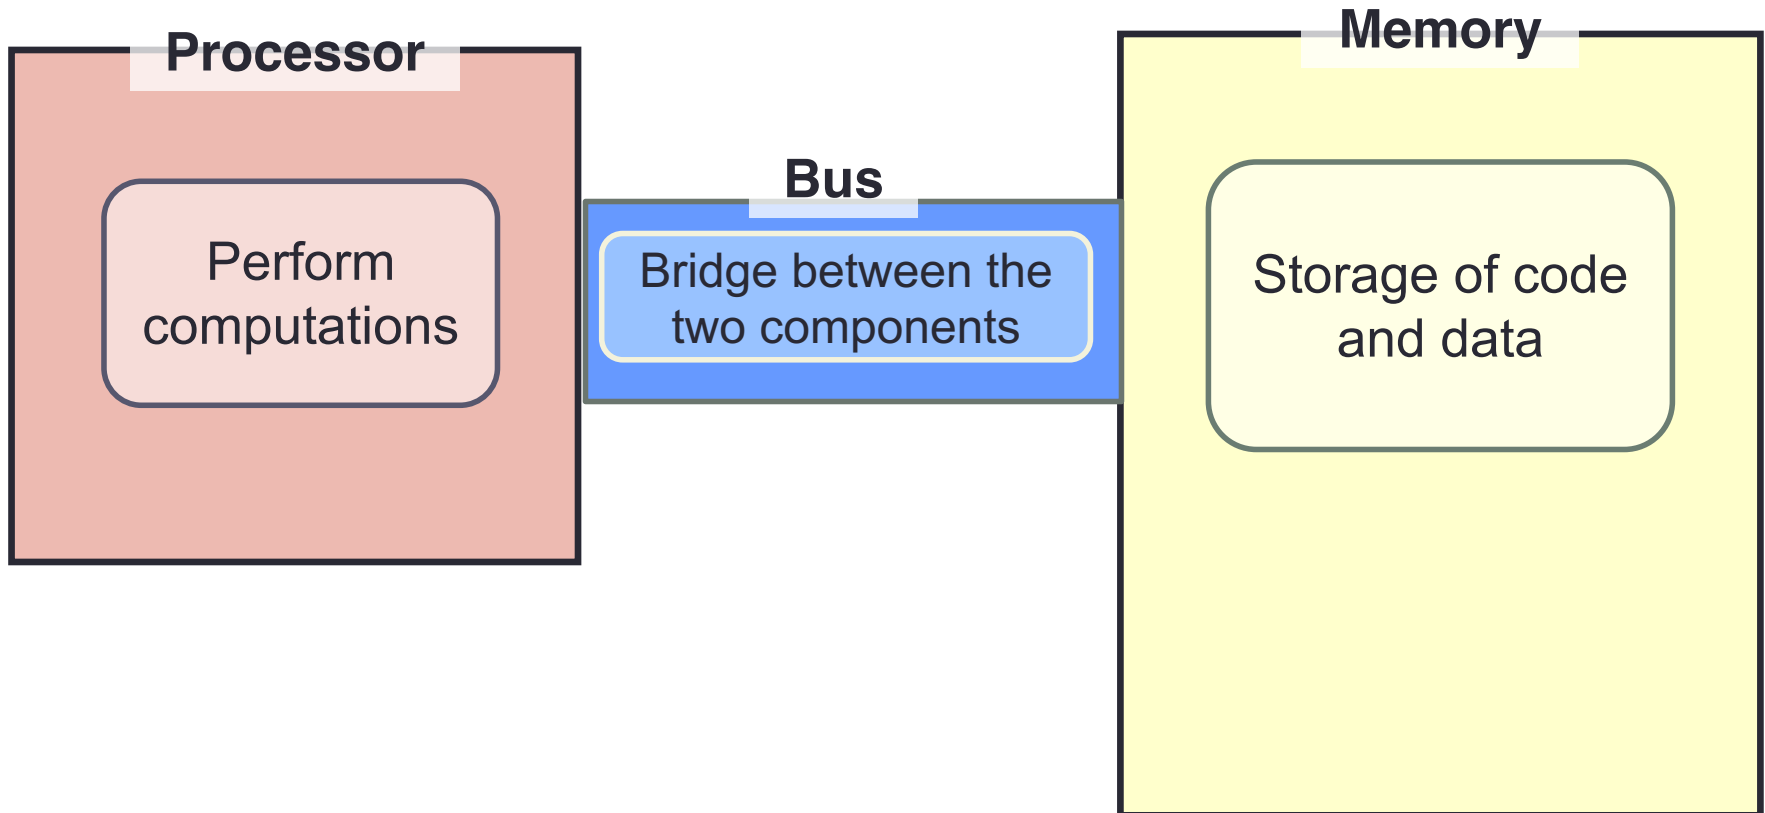 Processor
Perform
computations
Bus
Bridge between the
two components
Memory
Storage of code
and data